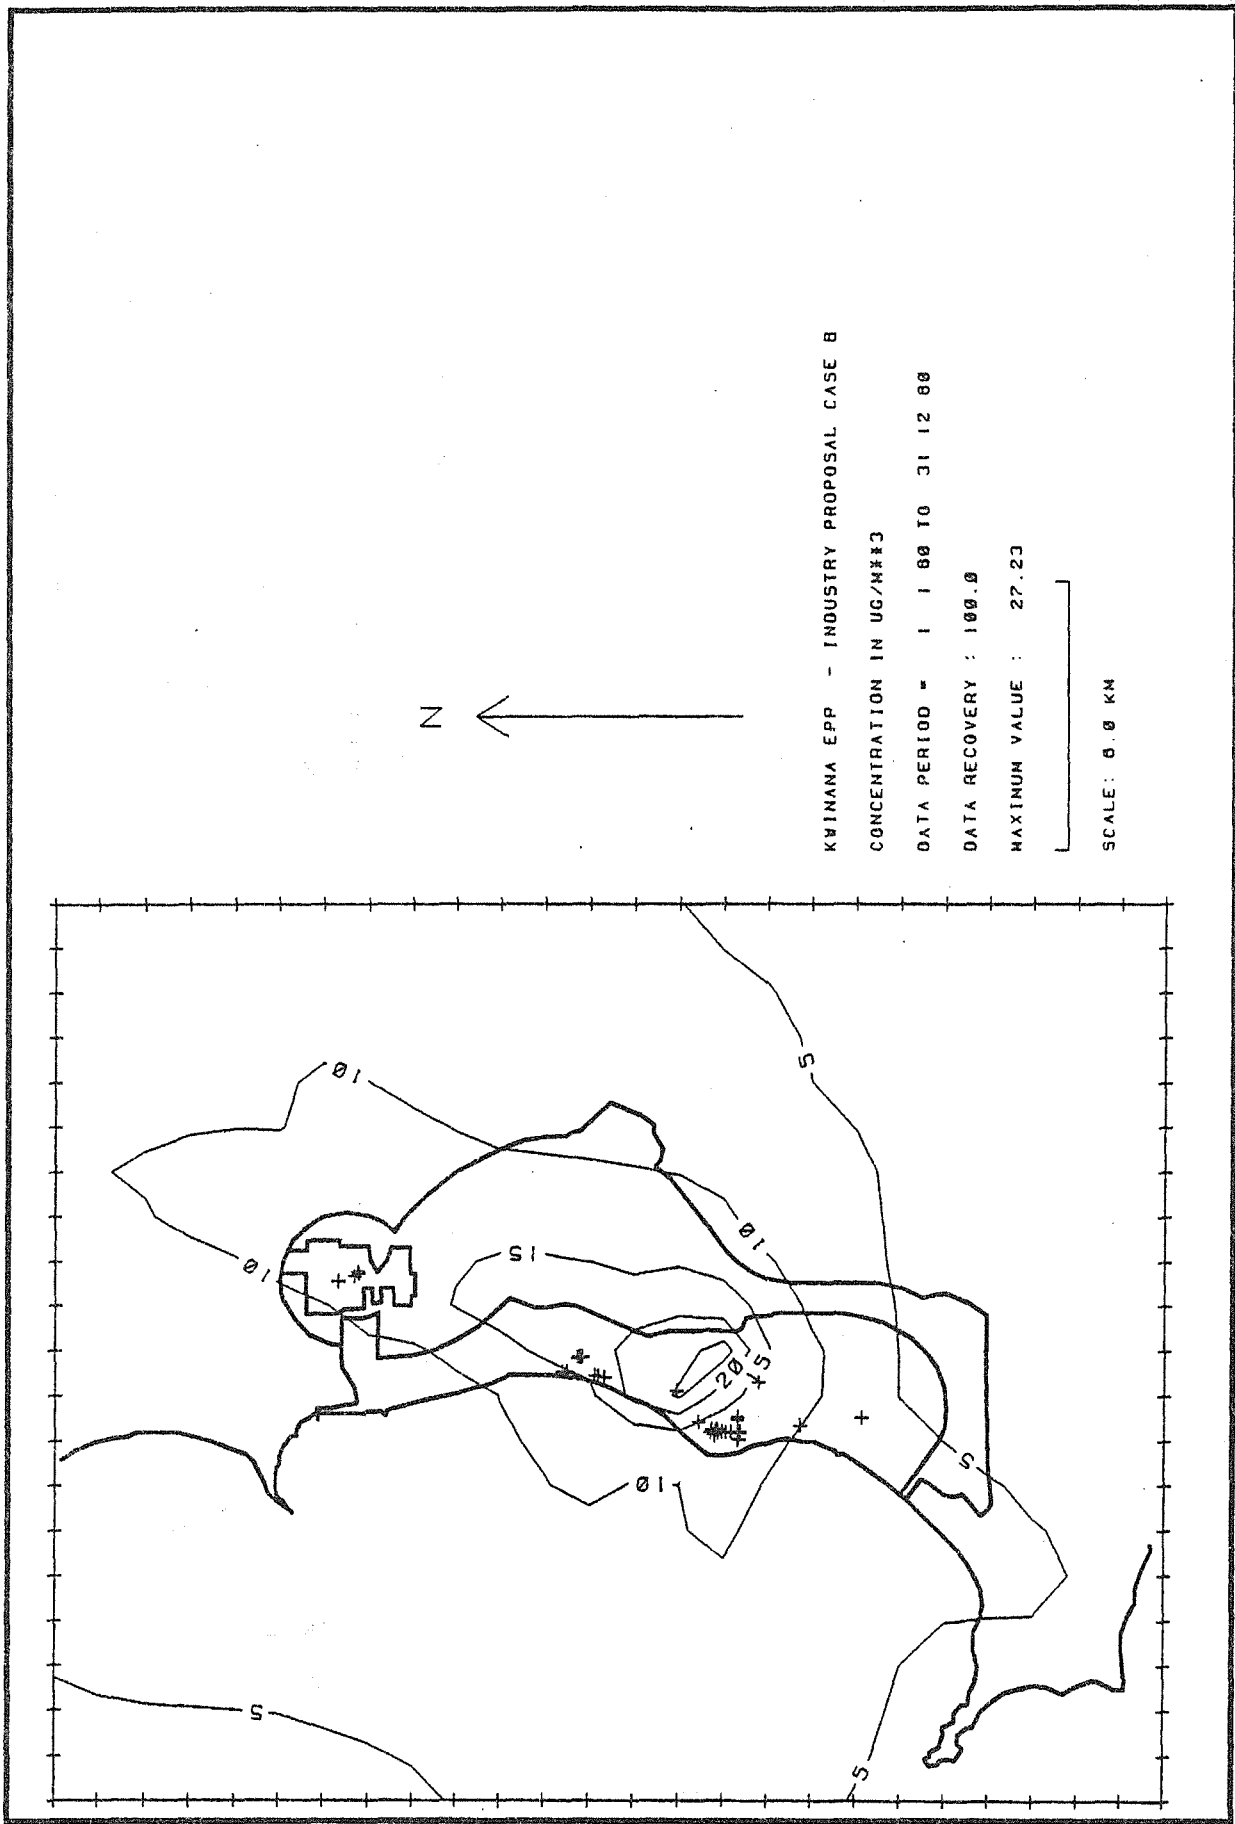 N
KWINANA EPP - INDUSTRY PROPOSAL CASE B
CONCENTRATION IN UG/M**3
DATA PERIOD = 1 1 80 TO 31 12 80
DATA RECOVERY : 100.0
MAXIMUM VALUE : 27.23
SCALE: 6.0 KM
10
10
15
10
20
15
10
5
5
5
5